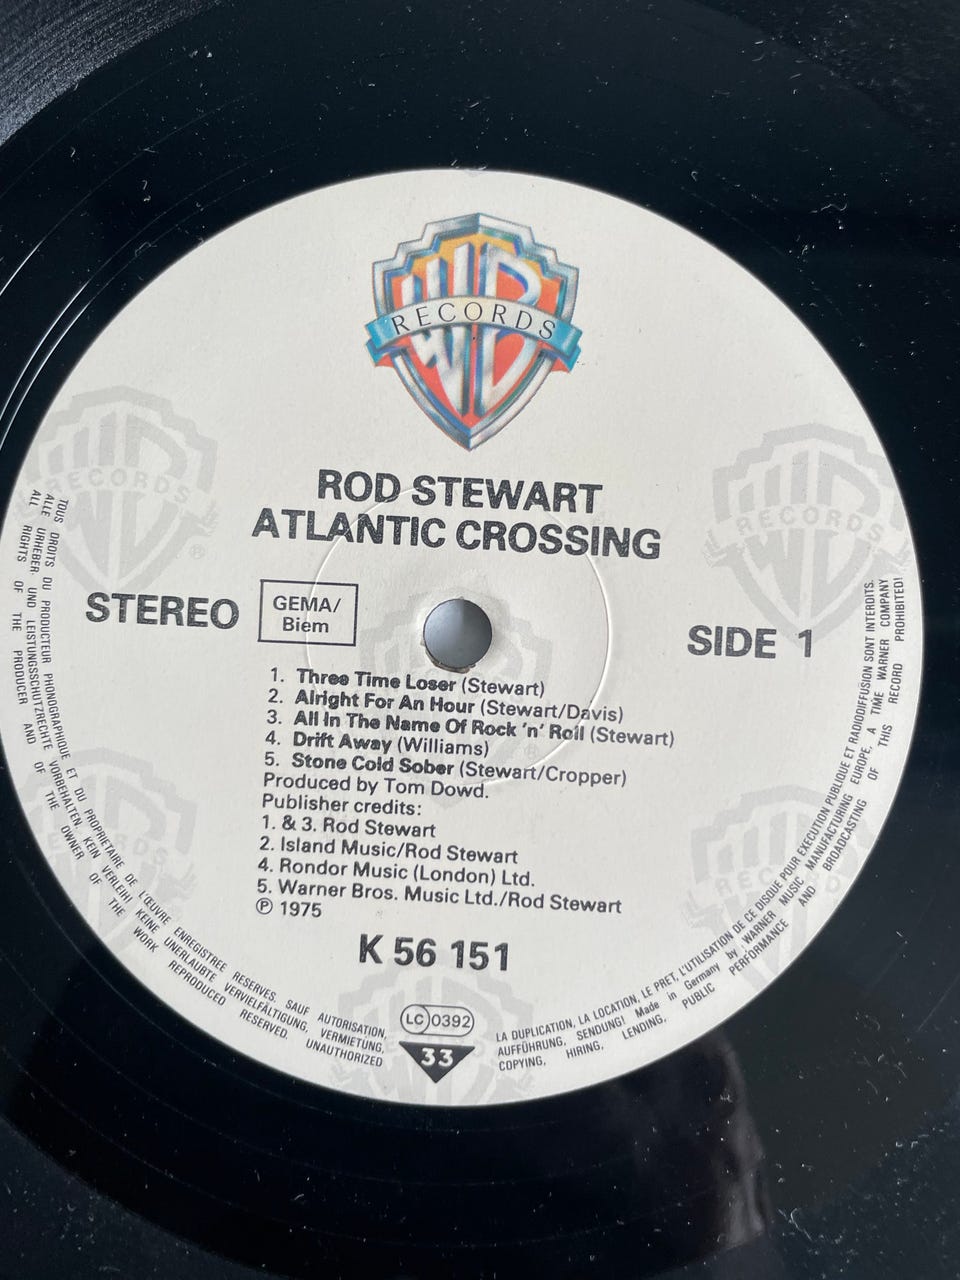 WB
RECORDS
ROD STEWART
ATLANTIC CROSSING
STEREO
GEMA/
Biem
SIDE 1
1. Three Time Loser (Stewart)
2. Alright For An Hour (Stewart/Davis)
3. All In The Name Of Rock 'n' Roll (Stewart)
4. Drift Away (Williams)
5. Stone Cold Sober (Stewart/Cropper)
Produced by Tom Dowd.
Publisher credits:
1. & 3. Rod Stewart
2. Island Music/Rod Stewart
4. Rondor Music (London) Ltd.
5. Warner Bros. Music Ltd./Rod Stewart
℗ 1975
K 56 151
LC 0392
33
TOUS DROITS DU PRODUCTEUR PHONOGRAPHIQUE ET DU PROPRIETAIRE DE L'ŒUVRE ENREGISTREE RESERVES. SAUF AUTORISATION,
LA DUPLICATION, LA LOCATION, LE PRET, L'UTILISATION DE CE DISQUE POUR EXECUTION PUBLIQUE ET RADIODIFFUSION SONT INTERDITS.
ALLE URHEBER- UND LEISTUNGSSCHUTZRECHTE VORBEHALTEN. KEIN VERLEIH! KEINE UNERLAUBTE VERVIELFÄLTIGUNG, VERMIETUNG,
AUFFÜHRUNG, SENDUNG! Made in Germany by WARNER MUSIC MANUFACTURING EUROPE, A TIME WARNER COMPANY
ALL RIGHTS OF THE PRODUCER AND OF THE OWNER OF THE WORK REPRODUCED RESERVED. UNAUTHORIZED
COPYING, HIRING, LENDING, PUBLIC PERFORMANCE AND BROADCASTING OF THIS RECORD PROHIBITED!
WB
RECORDS
®
WB
RECORDS